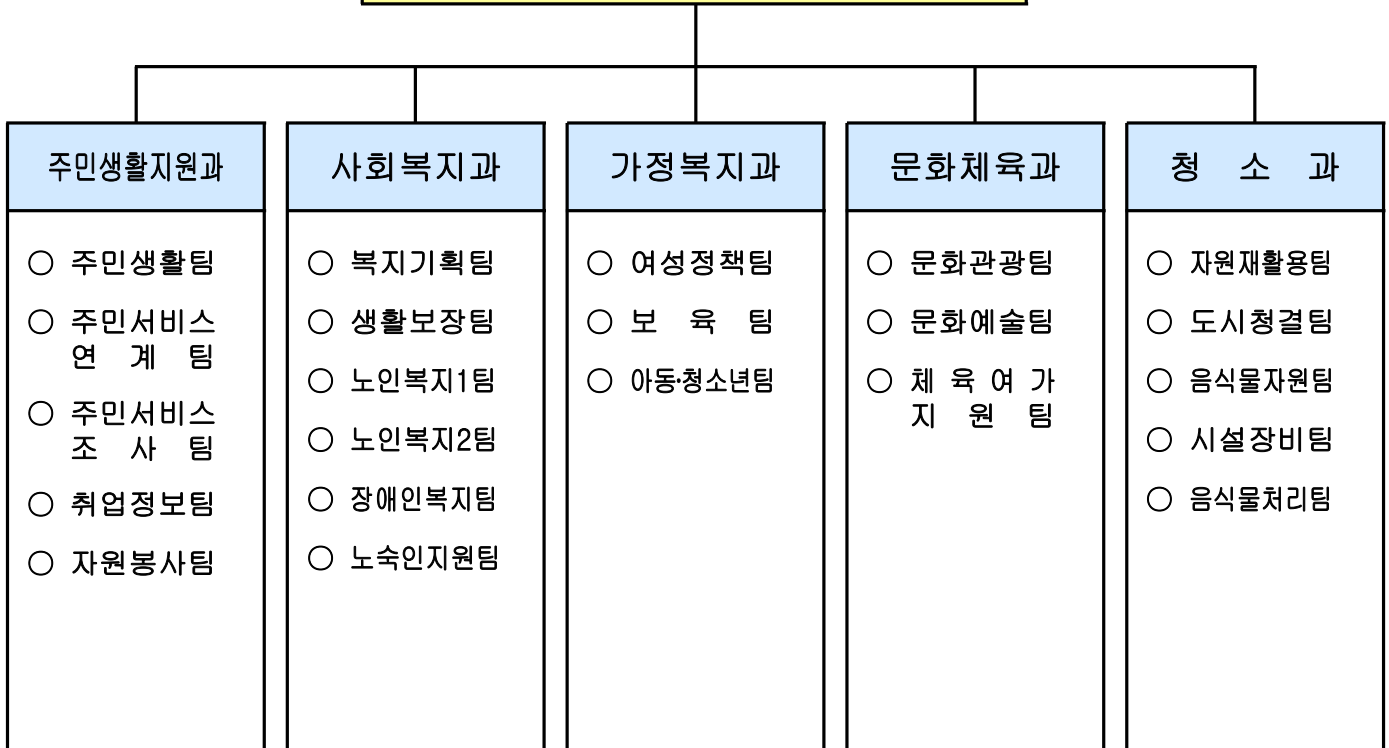 주민생활지원과
○ 주민생활팀
○ 주민서비스
연 계 팀
○ 주민서비스
조 사 팀
○ 취업정보팀
○ 자원봉사팀
사회복지과
○ 복지기획팀
○ 생활보장팀
○ 노인복지1팀
○ 노인복지2팀
○ 장애인복지팀
○ 노숙인지원팀
가정복지과
○ 여성정책팀
○ 보 육 팀
○ 아동·청소년팀
문화체육과
○ 문화관광팀
○ 문화예술팀
○ 체 육 여 가
지 원 팀
청 소 과
○ 자원재활용팀
○ 도시청결팀
○ 음식물자원팀
○ 시설장비팀
○ 음식물처리팀